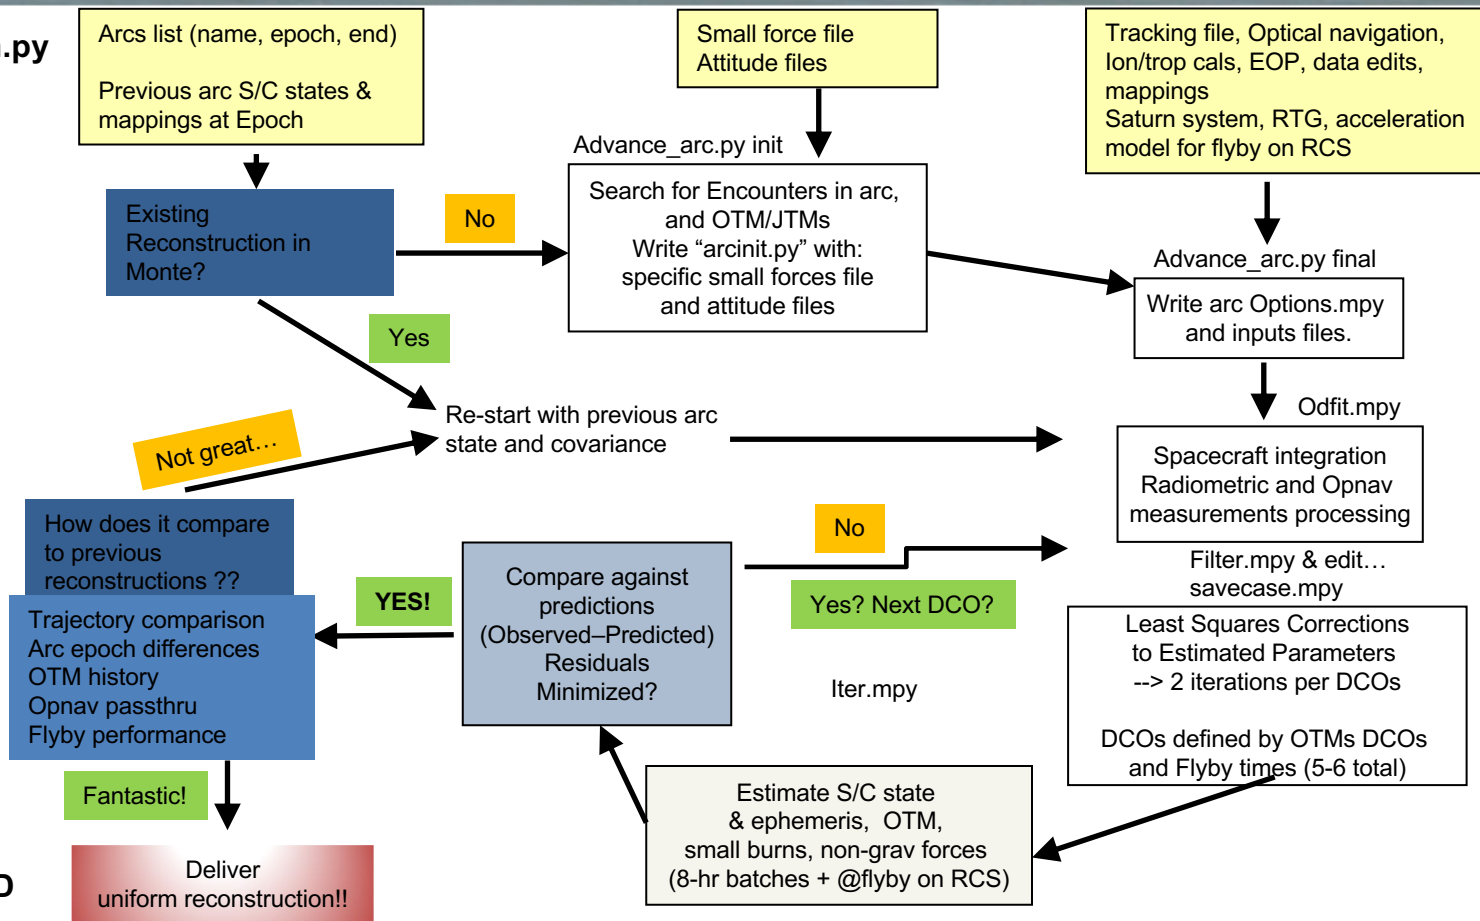 .py
Arcs list (name, epoch, end)
Previous arc S/C states &
mappings at Epoch
Small force file
Attitude files
Tracking file, Optical navigation,
Ion/trop cals, EOP, data edits,
mappings
Saturn system, RTG, acceleration
model for flyby on RCS
Advance_arc.py init
Existing
Reconstruction in
Monte?
No
Search for Encounters in arc,
and OTM/JTMs
Write “arcinit.py” with:
specific small forces file
and attitude files
Advance_arc.py final
Write arc Options.mpy
and inputs files.
Yes
Re-start with previous arc
state and covariance
Odfit.mpy
Not great…
Spacecraft integration
Radiometric and Opnav
measurements processing
How does it compare
to previous
reconstructions ??
No
Filter.mpy & edit…
savecase.mpy
Compare against
predictions
(Observed–Predicted)
Residuals
Minimized?
YES!
Yes? Next DCO?
Trajectory comparison
Arc epoch differences
OTM history
Opnav passthru
Flyby performance
Least Squares Corrections
to Estimated Parameters
--> 2 iterations per DCOs
DCOs defined by OTMs DCOs
and Flyby times (5-6 total)
Iter.mpy
Fantastic!
Estimate S/C state
& ephemeris, OTM,
small burns, non-grav forces
(8-hr batches + @flyby on RCS)
Deliver
uniform reconstruction!!
D